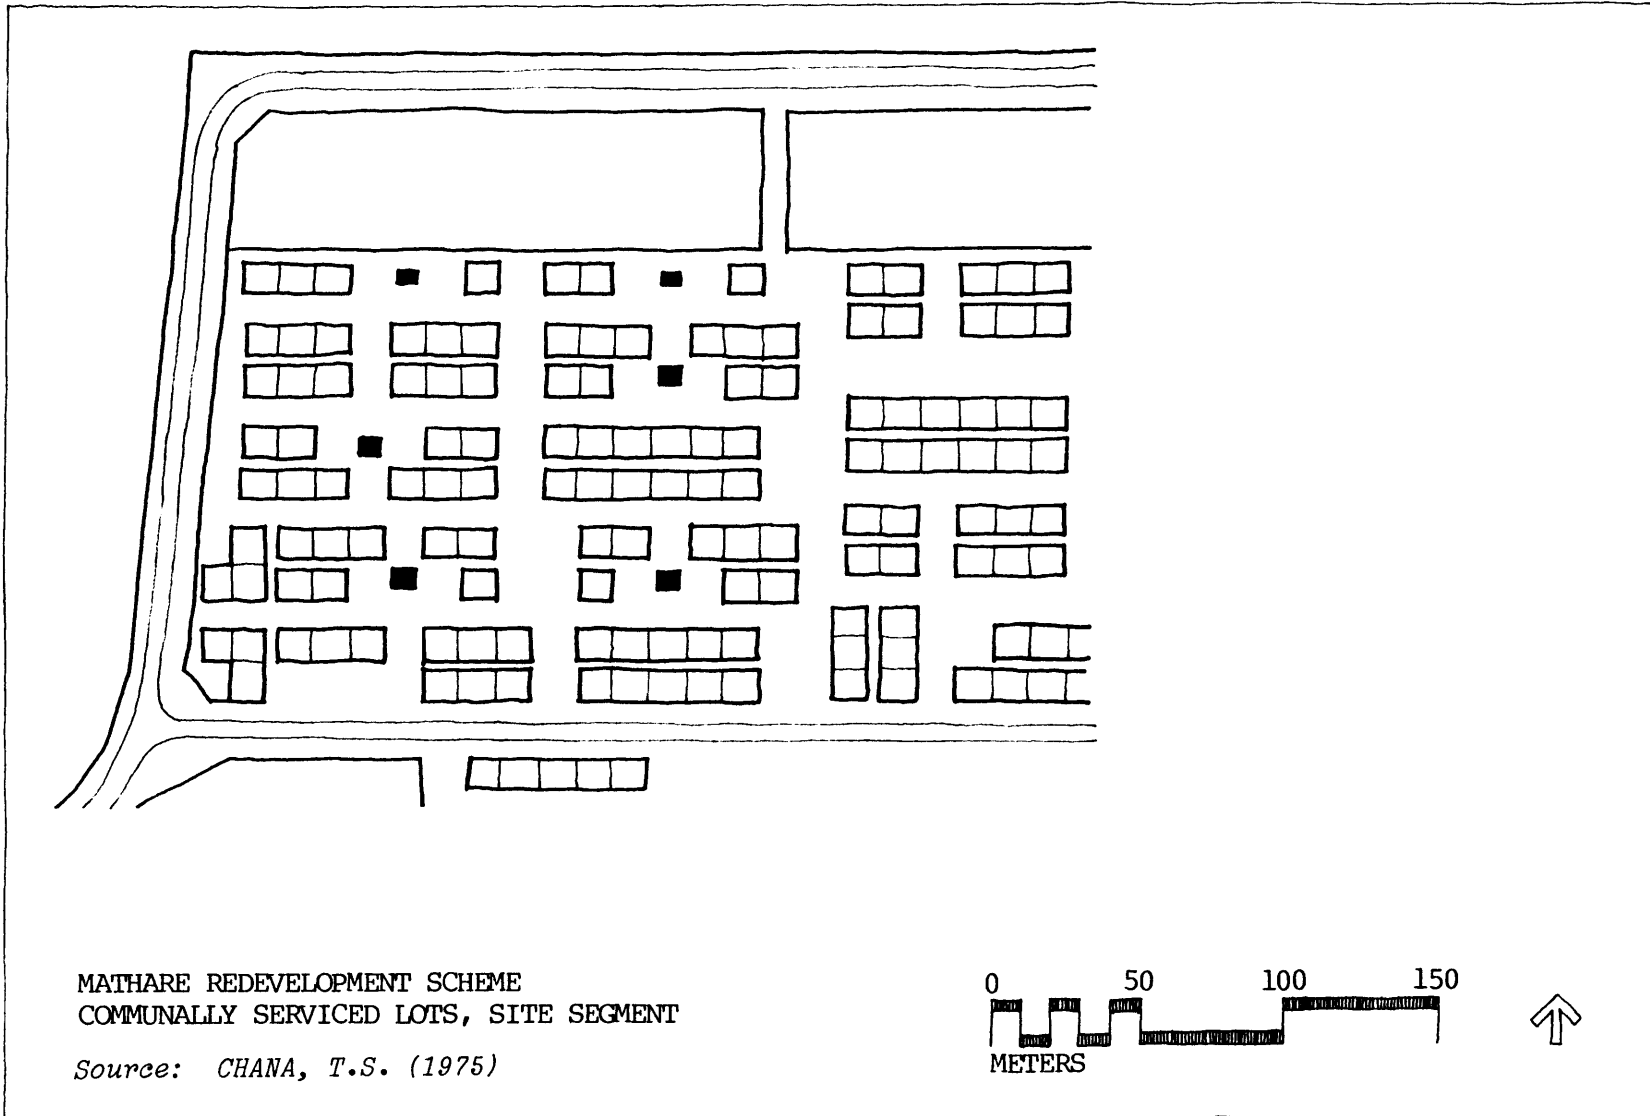 MATHARE REDEVELOPMENT SCHEME
COMMUNALLY SERVICED LOTS, SITE SEGMENT
Source: CHANA, T.S. (1975)
0 50 100 150
METERS